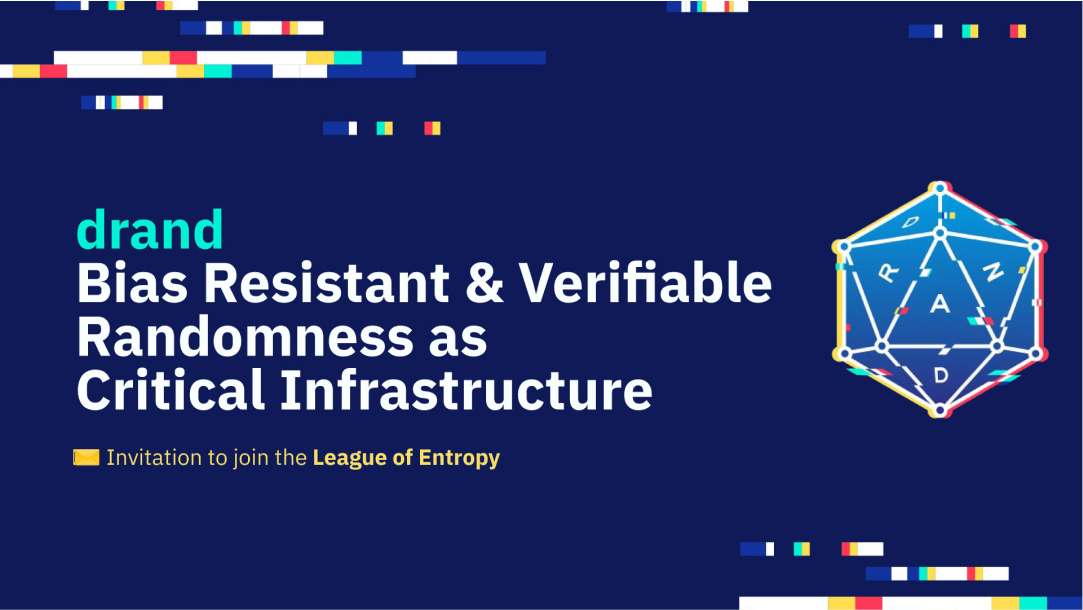 drand
Bias Resistant & Verifiable
Randomness as
Critical Infrastructure
Invitation to join the League of Entropy
D
R
N
A
D